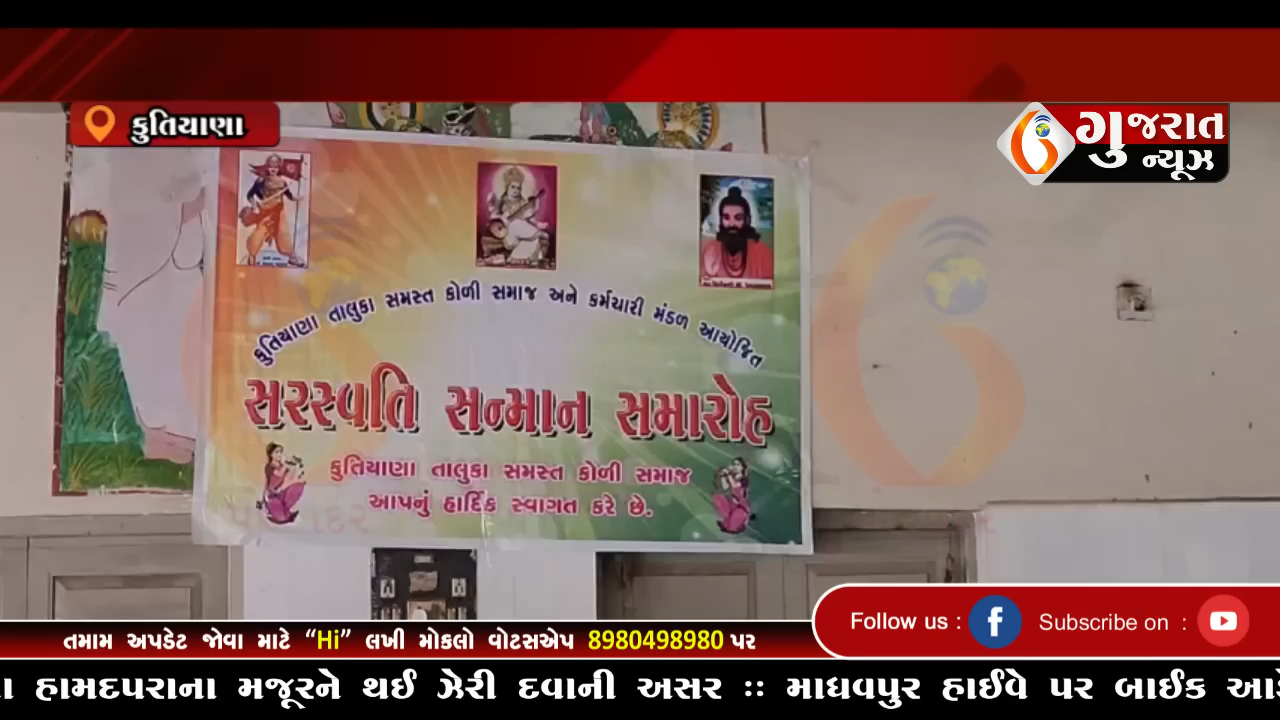 કુતિયાણા
ગુજરાત
ન્યૂઝ
કુતિયાણા તાલુકા સમસ્ત કોળી સમાજ અને કર્મચારી મંડળ આયોજિત
સરસ્વતિ સન્માન સમારોહ
કુતિયાણા તાલુકા સમસ્ત કોળી સમાજ
આપનું હાર્દિક સ્વાગત કરે છે.
Follow us :
Subscribe on :
તમામ અપડેટ જોવા માટે “Hi” લખી મોકલો વોટસએપ 8980498980 પર
હામદપરાના મજૂરને થઈ ઝેરી દવાની અસર :: માધવપુર હાઈવે પર બાઈક